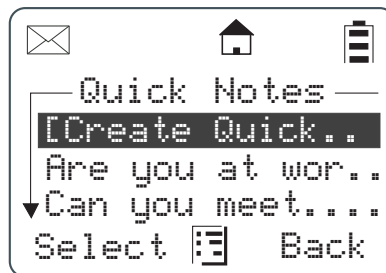 Quick Notes
[Create Quick..
Are you at wor..
Can you meet....
Select Back